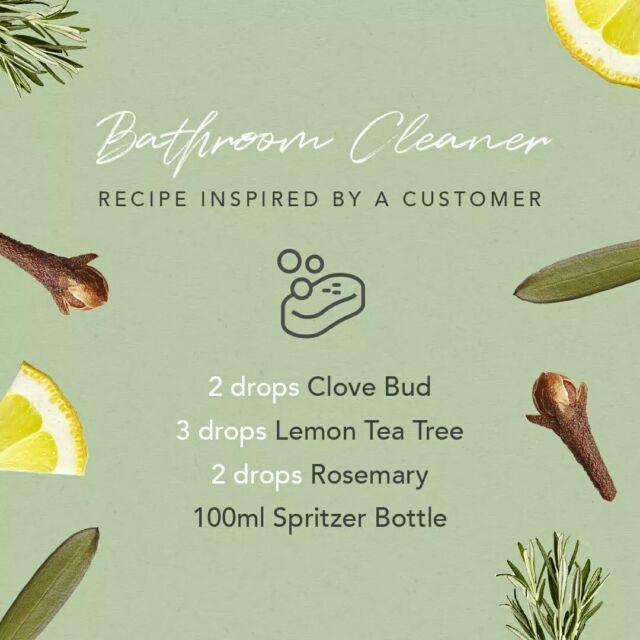 Bathroom Cleaner
RECIPE INSPIRED BY A CUSTOMER
2 drops Clove Bud
3 drops Lemon Tea Tree
2 drops Rosemary
100ml Spritzer Bottle